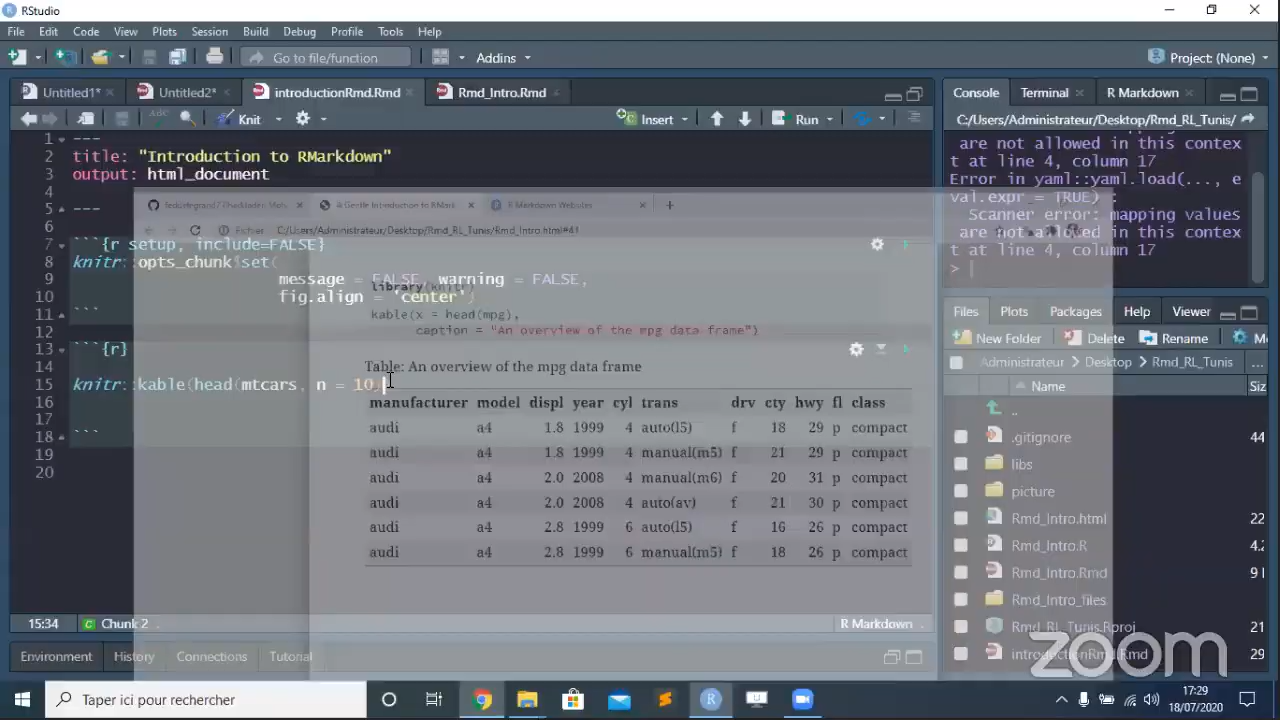 RStudio
File Edit Code View Plots Session Build Debug Profile Tools Help
Go to file/function Addins Project: (None)
Untitled1* Untitled2* introductionRmd.Rmd Rmd_Intro.Rmd
Knit Insert Run
1 ---
2 title: "Introduction to RMarkdown"
3 output: html_document
4
5 ---
6
7 ```{r setup, include=FALSE}
8 knitr::opts_chunk$set(
9 message = FALSE, warning = FALSE,
10 fig.align = 'center')
11 ```
12
13 ```{r}
14
15 knitr::kable(head(mtcars, n = 10,
16
17
18 ```
19
20
R Markdown Websites
Fichier C:/Users/Administrateur/Desktop/Rmd_RL_Tunis/Rmd_Intro.html#41
library(knitr)
kable(x = head(mpg),
caption = "An overview of the mpg data frame")
Table: An overview of the mpg data frame
manufacturer model displ year cyl trans drv cty hwy fl class
audi a4 1.8 1999 4 auto(l5) f 18 29 p compact
audi a4 1.8 1999 4 manual(m5) f 21 29 p compact
audi a4 2.0 2008 4 manual(m6) f 20 31 p compact
audi a4 2.0 2008 4 auto(av) f 21 30 p compact
audi a4 2.8 1999 6 auto(l5) f 16 26 p compact
audi a4 2.8 1999 6 manual(m5) f 18 26 p compact
15:34 Chunk 2 R Markdown
Environment History Connections Tutorial
Console Terminal R Markdown
C:/Users/Administrateur/Desktop/Rmd_RL_Tunis/
are not allowed in this contex
t at line 4, column 17
Error in yaml::yaml.load(..., e
val.expr = TRUE) :
Scanner error: mapping values
are not allowed in this contex
t at line 4, column 17
>
Files Plots Packages Help Viewer
New Folder Delete Rename Mo
C: Users Administrateur Desktop Rmd_RL_Tunis ...
Name Siz
..
.gitignore 44
libs
picture
Rmd_Intro.html 22
Rmd_Intro.R 4.2
Rmd_Intro.Rmd 9 l
Rmd_Intro_files
Rmd_RL_Tunis.Rproj 21
introductionRmd.Rmd 29
zoom
Taper ici pour rechercher
17:29
18/07/2020